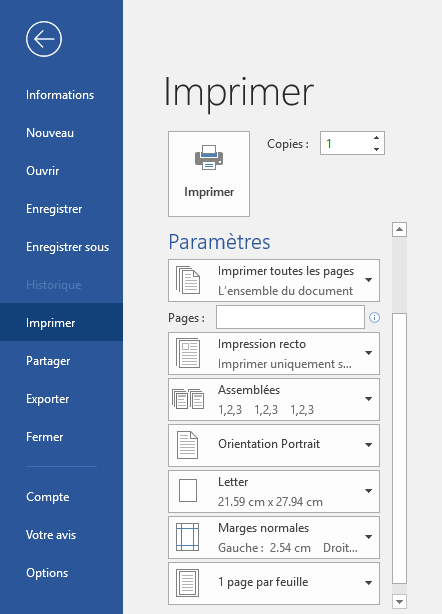 Informations
Nouveau
Ouvrir
Enregistrer
Enregistrer sous
Historique
Imprimer
Partager
Exporter
Fermer
Compte
Votre avis
Options
Imprimer
Imprimer
Copies : 1
Paramètres
Imprimer toutes les pages
L'ensemble du document
Pages :
Impression recto
Imprimer uniquement s...
Assemblées
1,2,3 1,2,3 1,2,3
Orientation Portrait
Letter
21.59 cm x 27.94 cm
Marges normales
Gauche : 2.54 cm Droit...
1 page par feuille